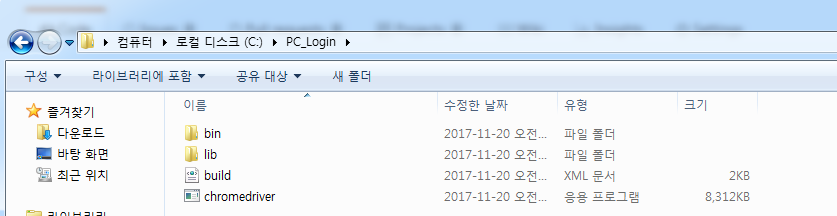 컴퓨터 ▸ 로컬 디스크 (C:) ▸ PC_Login ▸
구성 라이브러리에 포함 공유 대상 새 폴더
이름 수정한 날짜 유형 크기
즐겨찾기
다운로드
바탕 화면
최근 위치
라이브러리
bin 2017-11-20 오전... 파일 폴더
lib 2017-11-20 오전... 파일 폴더
build 2017-11-20 오전... XML 문서 2KB
chromedriver 2017-11-20 오전... 응용 프로그램 8,312KB